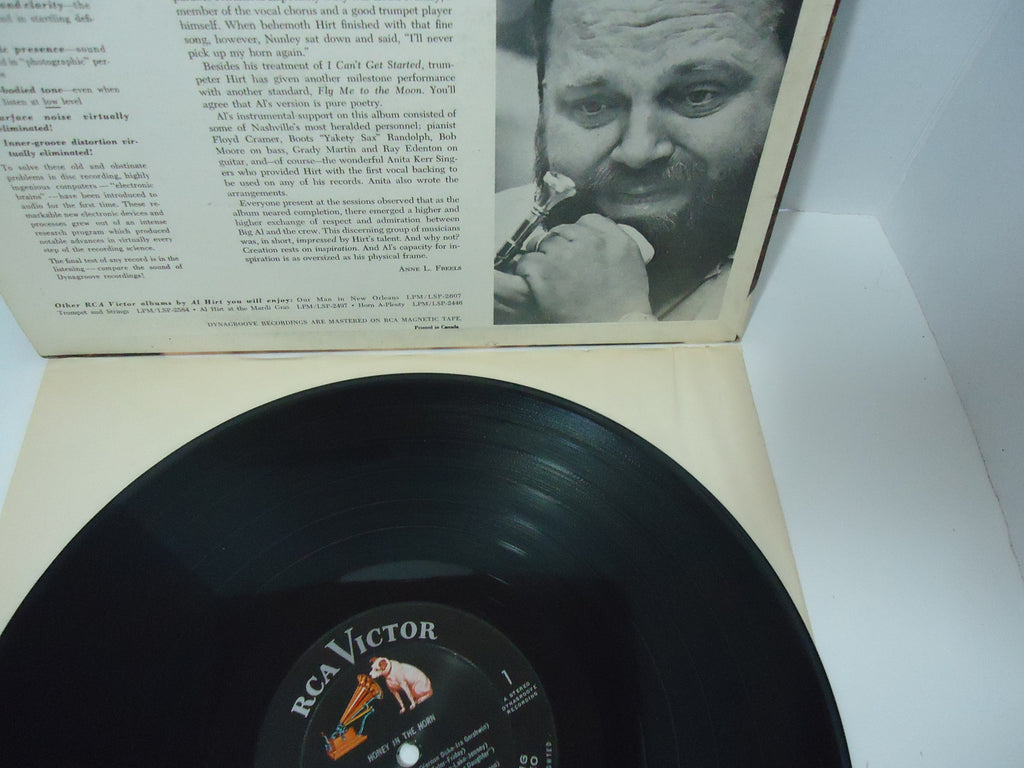 and clarity—the
in startling defi-
presence—sound
in "photographic" per-
bodied tone—even when
listen at low level
surface noise virtually
eliminated!
Inner-groove distortion vir-
tually eliminated!
To solve these old and obstinate
problems in disc recording, highly
ingenious computers—"electronic
brains"—have been introduced to
audio for the first time. These re-
markable new electronic devices and
processes grew out of an intense
research program which produced
notable advances in virtually every
step of the recording science.
The final test of any record is in the
listening—compare the sound of
Dynagroove recordings!
member of the vocal chorus and a good trumpet player
himself. When behemoth Hirt finished with that fine
song, however, Nunley sat down and said, "I'll never
pick up my horn again."
Besides his treatment of I Can't Get Started, trum-
peter Hirt has given another milestone performance
with another standard, Fly Me to the Moon. You'll
agree that Al's version is pure poetry.
Al's instrumental support on this album consisted of
some of Nashville's most heralded personnel: pianist
Floyd Cramer, Boots "Yakety Sax" Randolph, Bob
Moore on bass, Grady Martin and Ray Edenton on
guitar, and—of course—the wonderful Anita Kerr Sing-
ers who provided Hirt with the first vocal backing to
be used on any of his records. Anita also wrote the
arrangements.
Everyone present at the sessions observed that as the
album neared completion, there emerged a higher and
higher exchange of respect and admiration between
Big Al and the crew. This discerning group of musicians
was, in short, impressed by Hirt's talent. And why not?
Creation rests on inspiration. And Al's capacity for in-
spiration is as oversized as his physical frame.
Anne L. Freels
Other RCA Victor albums by Al Hirt you will enjoy: Our Man in New Orleans LPM/LSP-2607
Trumpet and Strings LPM/LSP-2584 • Al Hirt at the Mardi Gras LPM/LSP-2497 • Horn A-Plenty LPM/LSP-2446
DYNAGROOVE RECORDINGS ARE MASTERED ON RCA MAGNETIC TAPE.
Printed in Canada
RCA VICTOR
1
A STEREO
DYNAGROOVE
RECORDING
HONEY IN THE HORN